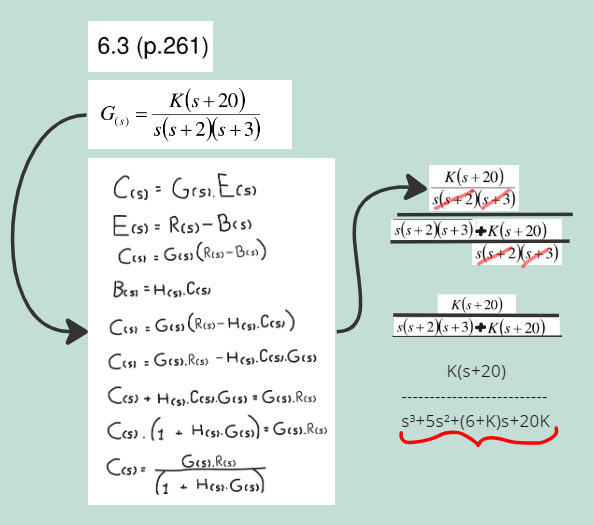 6.3 (p.261)
G(s) = K(s+20) / s(s+2)(s+3)
C(s) = G(s).E(s)
E(s) = R(s)-B(s)
C(s) = G(s)(R(s)-B(s))
B(s) = H(s).C(s)
C(s) = G(s)(R(s)-H(s).C(s))
C(s) = G(s).R(s) - H(s).C(s).G(s)
C(s) + H(s).C(s).G(s) = G(s).R(s)
C(s).(1 + H(s).G(s)) = G(s).R(s)
C(s) = G(s).R(s) / (1 + H(s).G(s))
K(s+20)
s(s+2)(s+3)
s(s+2)(s+3)+K(s+20)
s(s+2)(s+3)
K(s+20)
s(s+2)(s+3)+K(s+20)
K(s+20)
--------------------------
s³+5s²+(6+K)s+20K